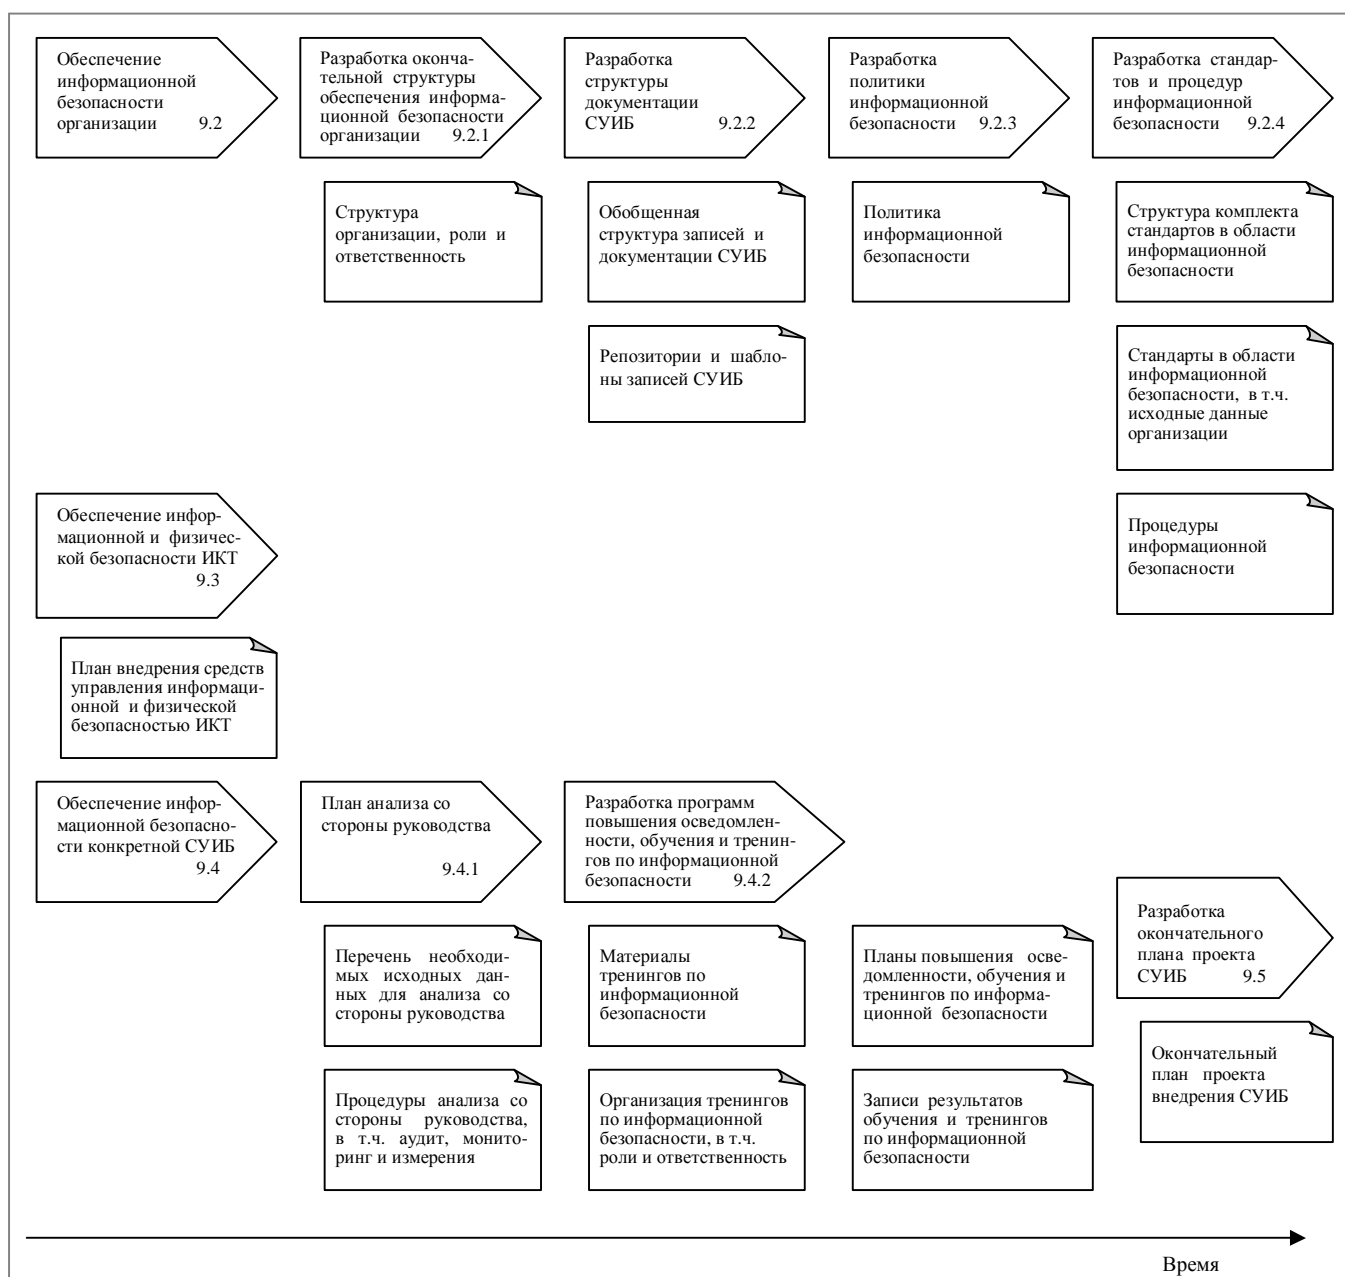 Обеспечение
информационной
безопасности
организации 9.2
Разработка оконча-
тельной структуры
обеспечения информа-
ционной безопасности
организации 9.2.1
Разработка
структуры
документации
СУИБ 9.2.2
Разработка
политики
информационной
безопасности 9.2.3
Разработка стандар-
тов и процедур
информационной
безопасности 9.2.4
Структура
организации, роли и
ответственность
Обобщенная
структура записей и
документации СУИБ
Политика
информационной
безопасности
Структура комплекта
стандартов в области
информационной
безопасности
Репозитории и шабло-
ны записей СУИБ
Стандарты в области
информационной
безопасности, в т.ч.
исходные данные
организации
Обеспечение инфор-
мационной и физичес-
кой безопасности ИКТ
9.3
Процедуры
информационной
безопасности
План внедрения средств
управления информаци-
онной и физической
безопасностью ИКТ
Обеспечение инфор-
мационной безопасно-
сти конкретной СУИБ
9.4
План анализа со
стороны руководства
9.4.1
Разработка программ
повышения осведомлен-
ности, обучения и тренин-
гов по информационной
безопасности 9.4.2
Разработка
окончательного
плана проекта
СУИБ 9.5
Перечень необходи-
мых исходных дан-
ных для анализа со
стороны руководства
Материалы
тренингов по
информационной
безопасности
Планы повышения осве-
домленности, обучения и
тренингов по информа-
ционной безопасности
Окончательный
план проекта
внедрения СУИБ
Процедуры анализа со
стороны руководства,
в т.ч. аудит, монито-
ринг и измерения
Организация тренингов
по информационной
безопасности, в т.ч.
роли и ответственность
Записи результатов
обучения и тренингов
по информационной
безопасности
Время